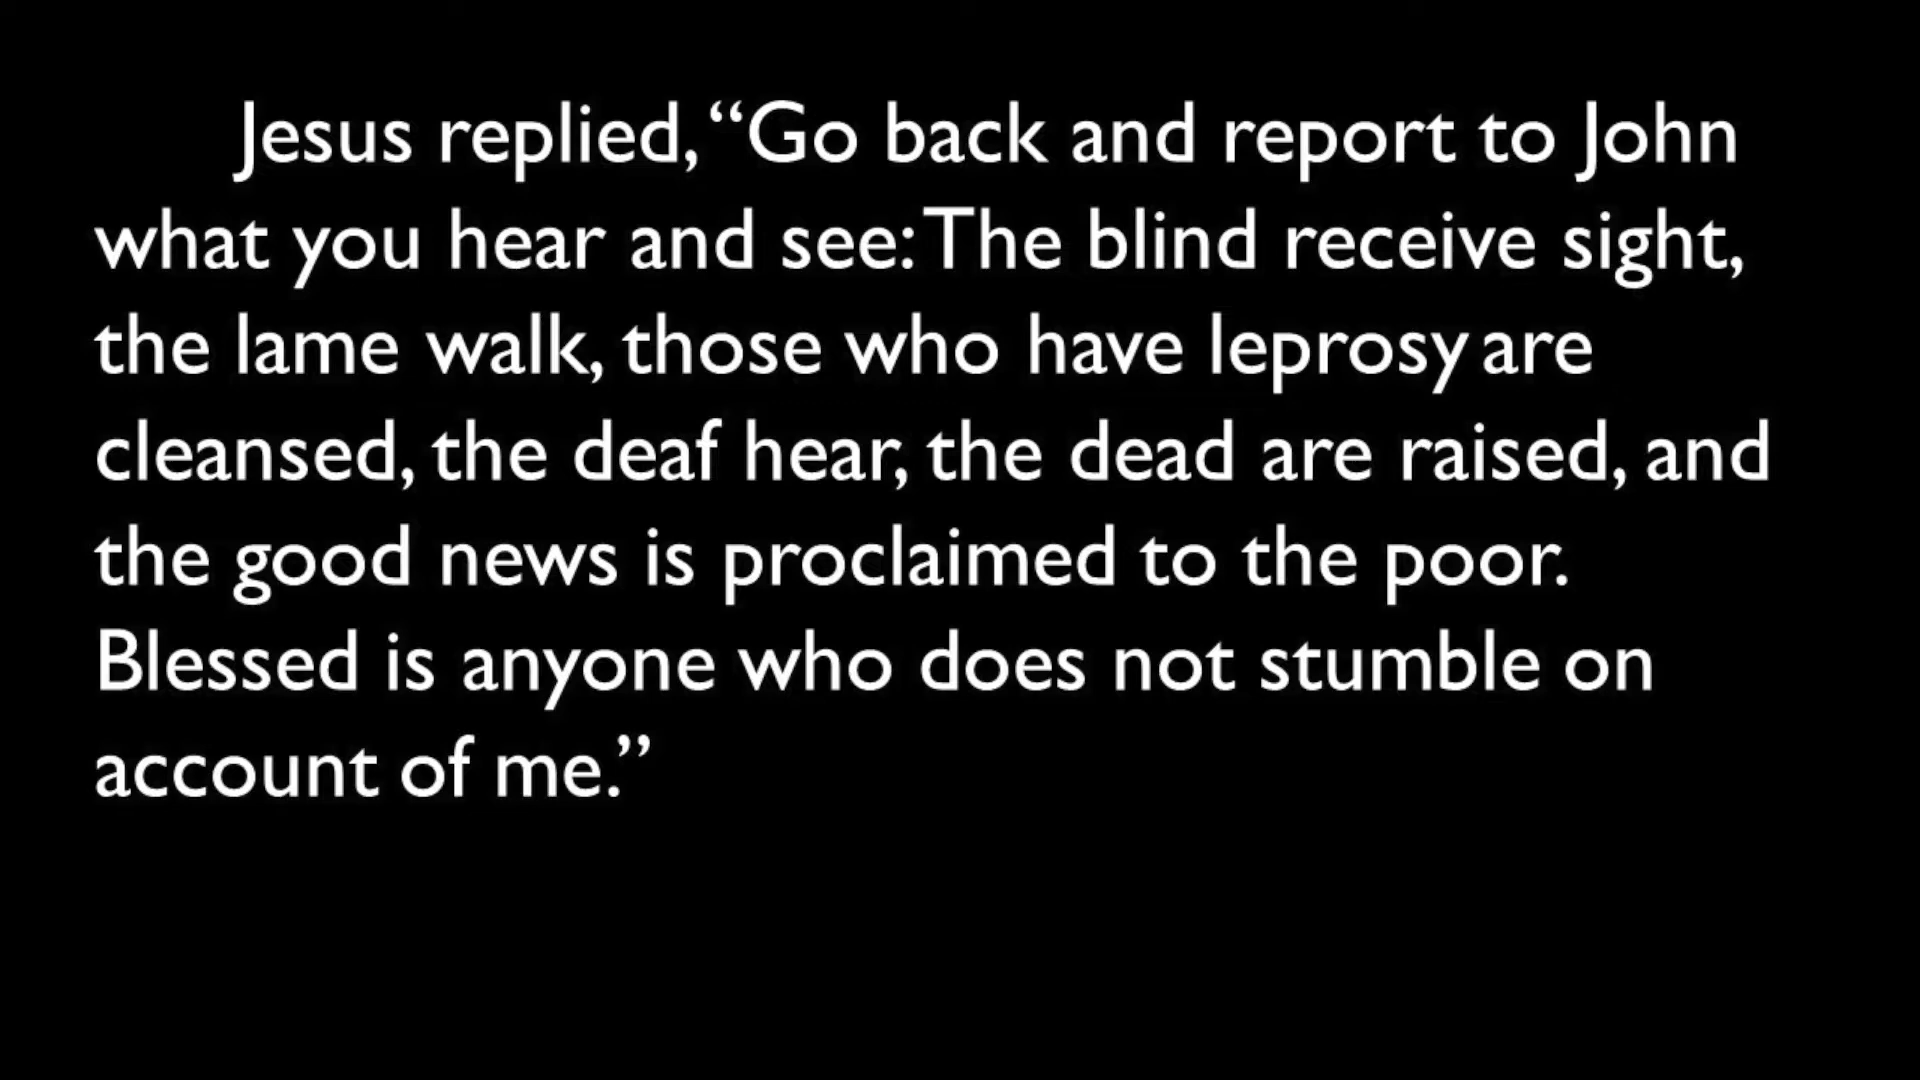 Jesus replied, “Go back and report to John
what you hear and see: The blind receive sight,
the lame walk, those who have leprosy are
cleansed, the deaf hear, the dead are raised, and
the good news is proclaimed to the poor.
Blessed is anyone who does not stumble on
account of me.”